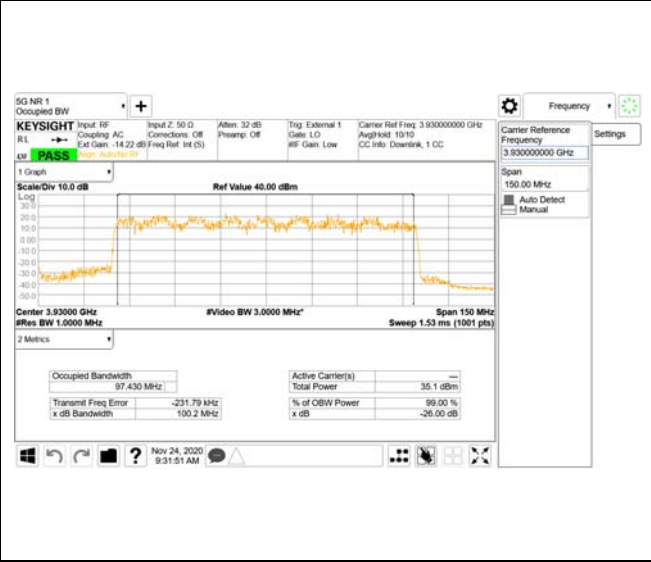 5G NR 1
Occupied BW
Frequency
KEYSIGHT
Input: RF
Input Z: 50 Ω
Atten: 32 dB
Trig: External 1
Carrier Ref Freq: 3.930000000 GHz
R L
Coupling: AC
Corrections: Off
Preamp: Off
Gate: LO
Avg|Hold: 10/10
Ext Gain: -14.22 dB
Freq Ref: Int (S)
#IF Gain: Low
CC Info: Downlink, 1 CC
PASS
Align: Auto/No RF
Carrier Reference
Frequency
3.930000000 GHz
Settings
Span
150.00 MHz
Auto Detect
Manual
1 Graph
Scale/Div 10.0 dB
Ref Value 40.00 dBm
Log
30.0
20.0
10.0
0.00
-10.0
-20.0
-30.0
-40.0
-50.0
Center 3.93000 GHz
#Video BW 3.0000 MHz*
Span 150 MHz
#Res BW 1.0000 MHz
Sweep 1.53 ms (1001 pts)
2 Metrics
Occupied Bandwidth
97.430 MHz
Active Carrier(s)
---
Total Power
35.1 dBm
Transmit Freq Error
-231.79 kHz
% of OBW Power
99.00 %
x dB Bandwidth
100.2 MHz
x dB
-26.00 dB
?
Nov 24, 2020
9:31:51 AM